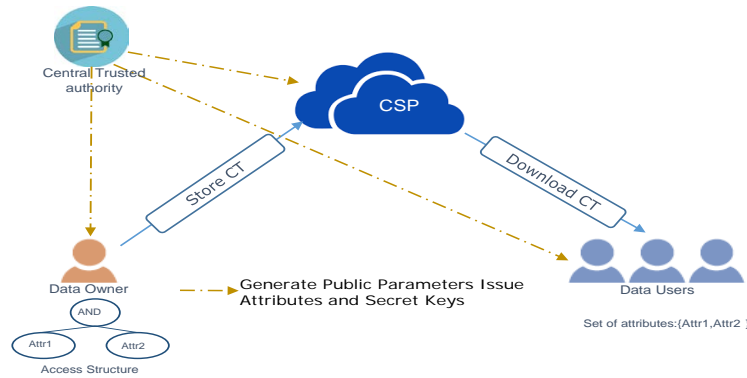 Central Trusted
authority
CSP
Store CT
Download CT
Data Owner
Generate Public Parameters Issue
Attributes and Secret Keys
Data Users
AND
Attr1
Attr2
Set of attributes:{Attr1,Attr2 }
Access Structure